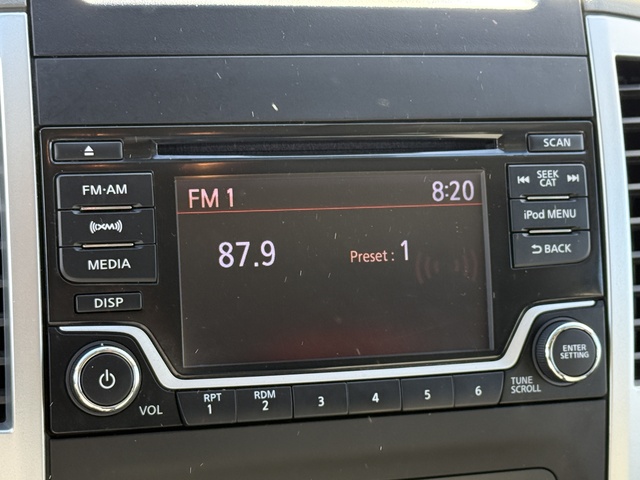 SCAN
FM·AM
SEEK
CAT
FM 1
8:20
(XM)
iPod MENU
87.9
Preset : 1
MEDIA
BACK
DISP
ENTER
SETTING
VOL
RPT
1
RDM
2
3
4
5
6
TUNE
SCROLL